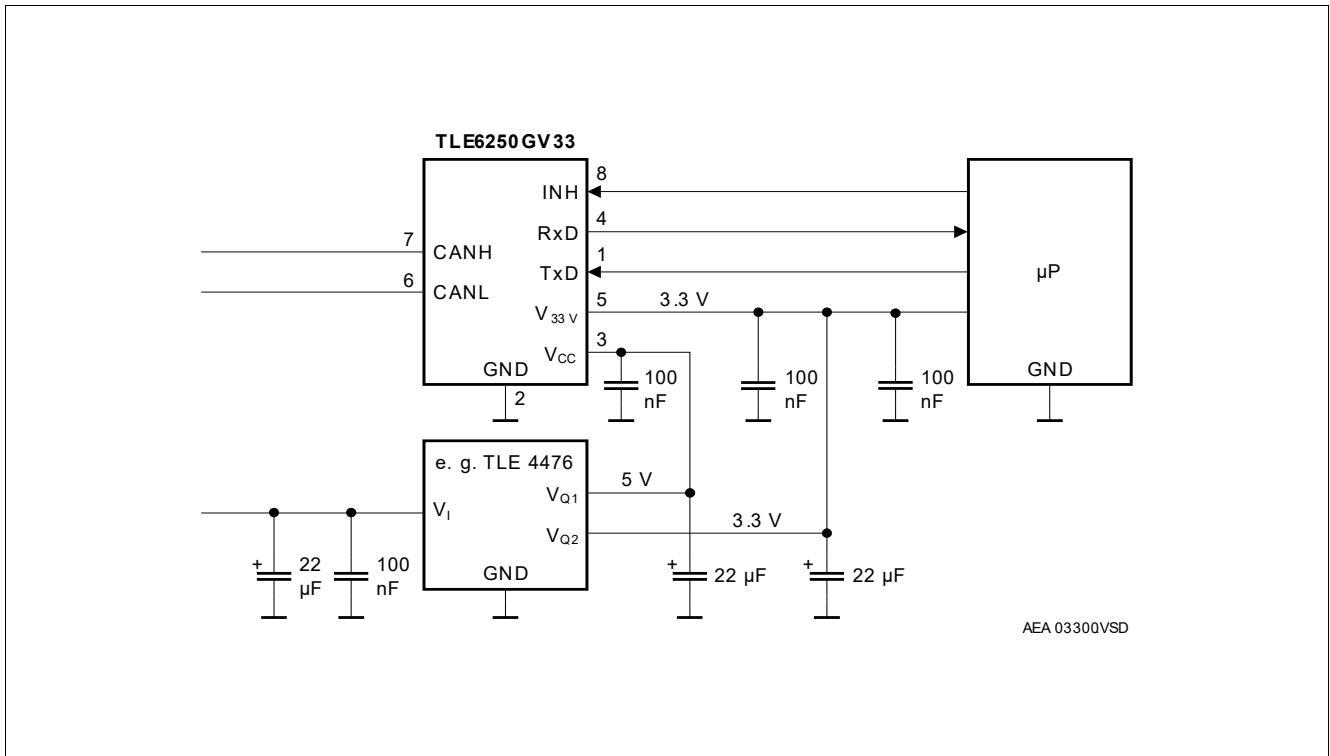 TLE6250GV33
8
INH
4
RxD
7
CANH
1
TxD
µP
6
CANL
5
3.3 V
V33 V
3
VCC
GND
2
100
nF
100
nF
100
nF
GND
e. g. TLE 4476
5 V
VQ1
VI
3.3 V
VQ2
GND
+
22
µF
100
nF
+
22 µF
+
22 µF
AEA 03300.VSD